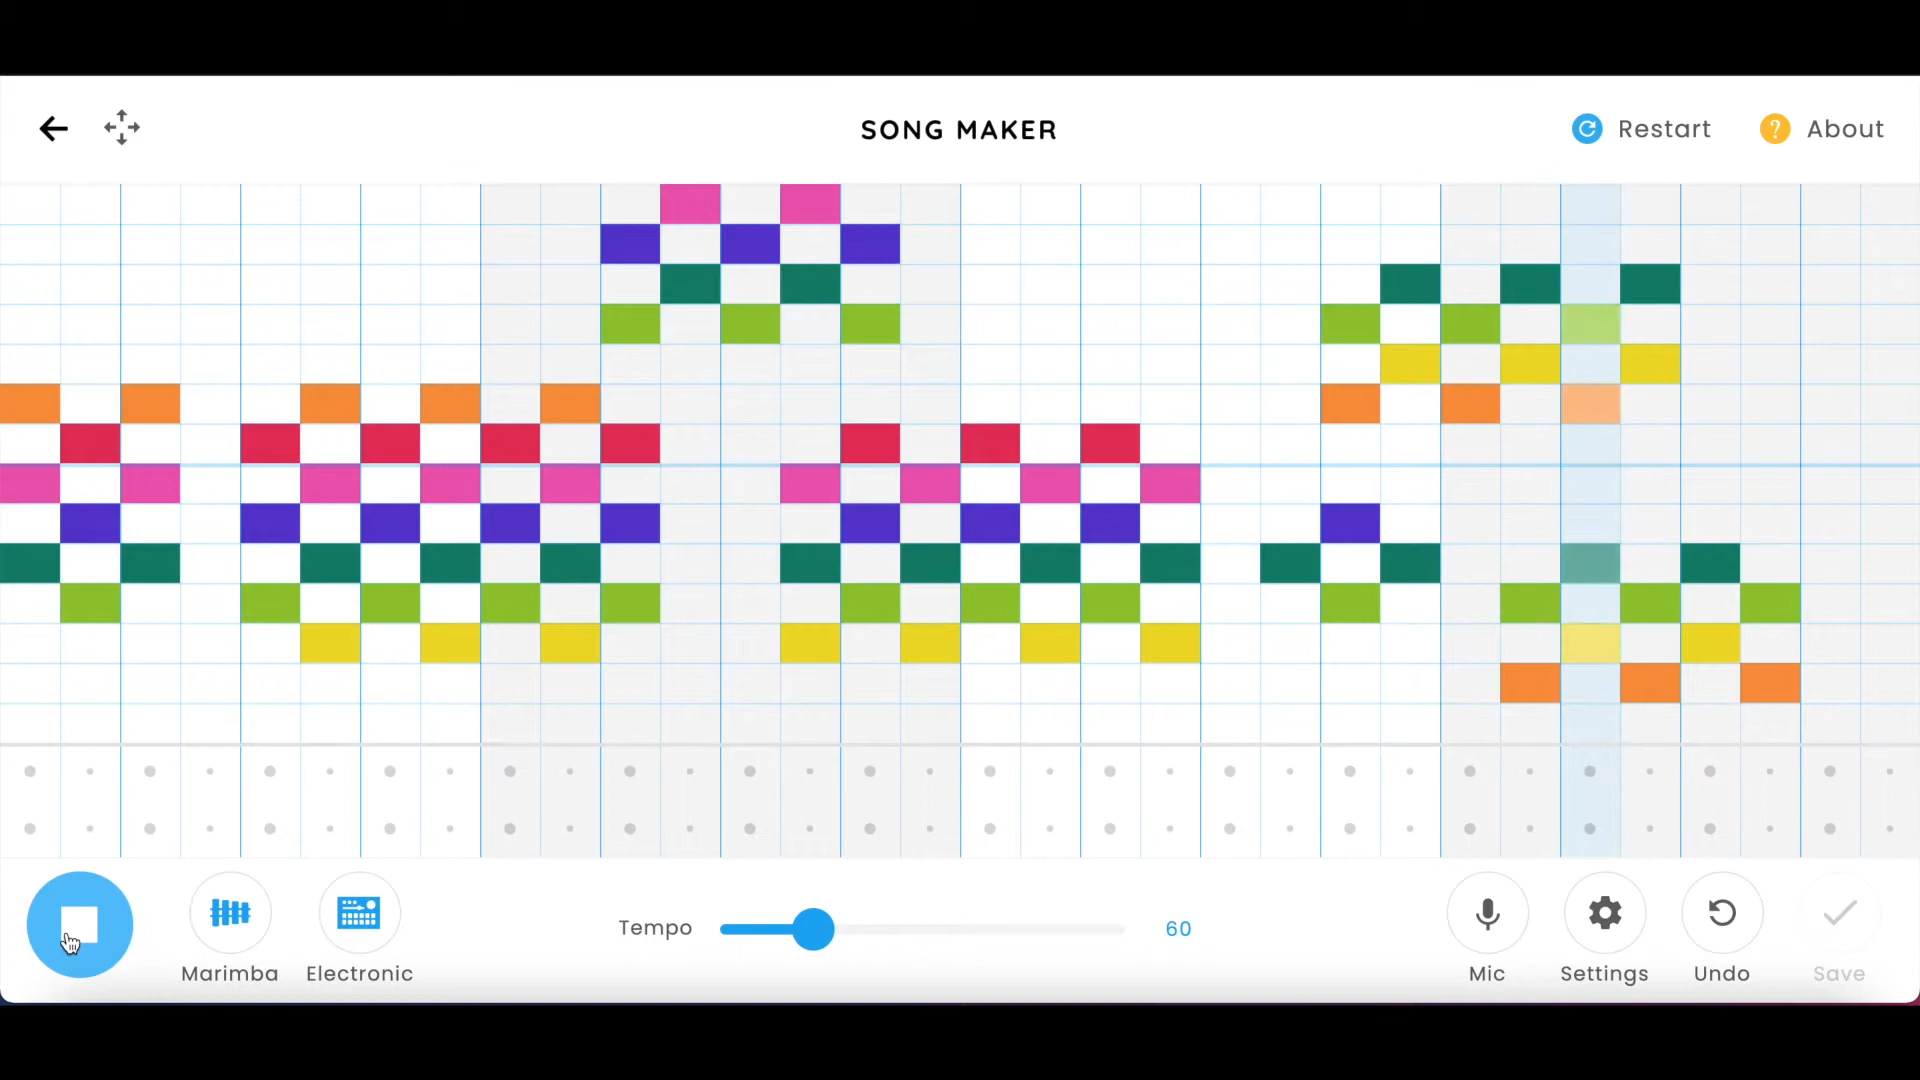 SONG MAKER
Restart
? About
Marimba
Electronic
Tempo
60
Mic
Settings
Undo
Save